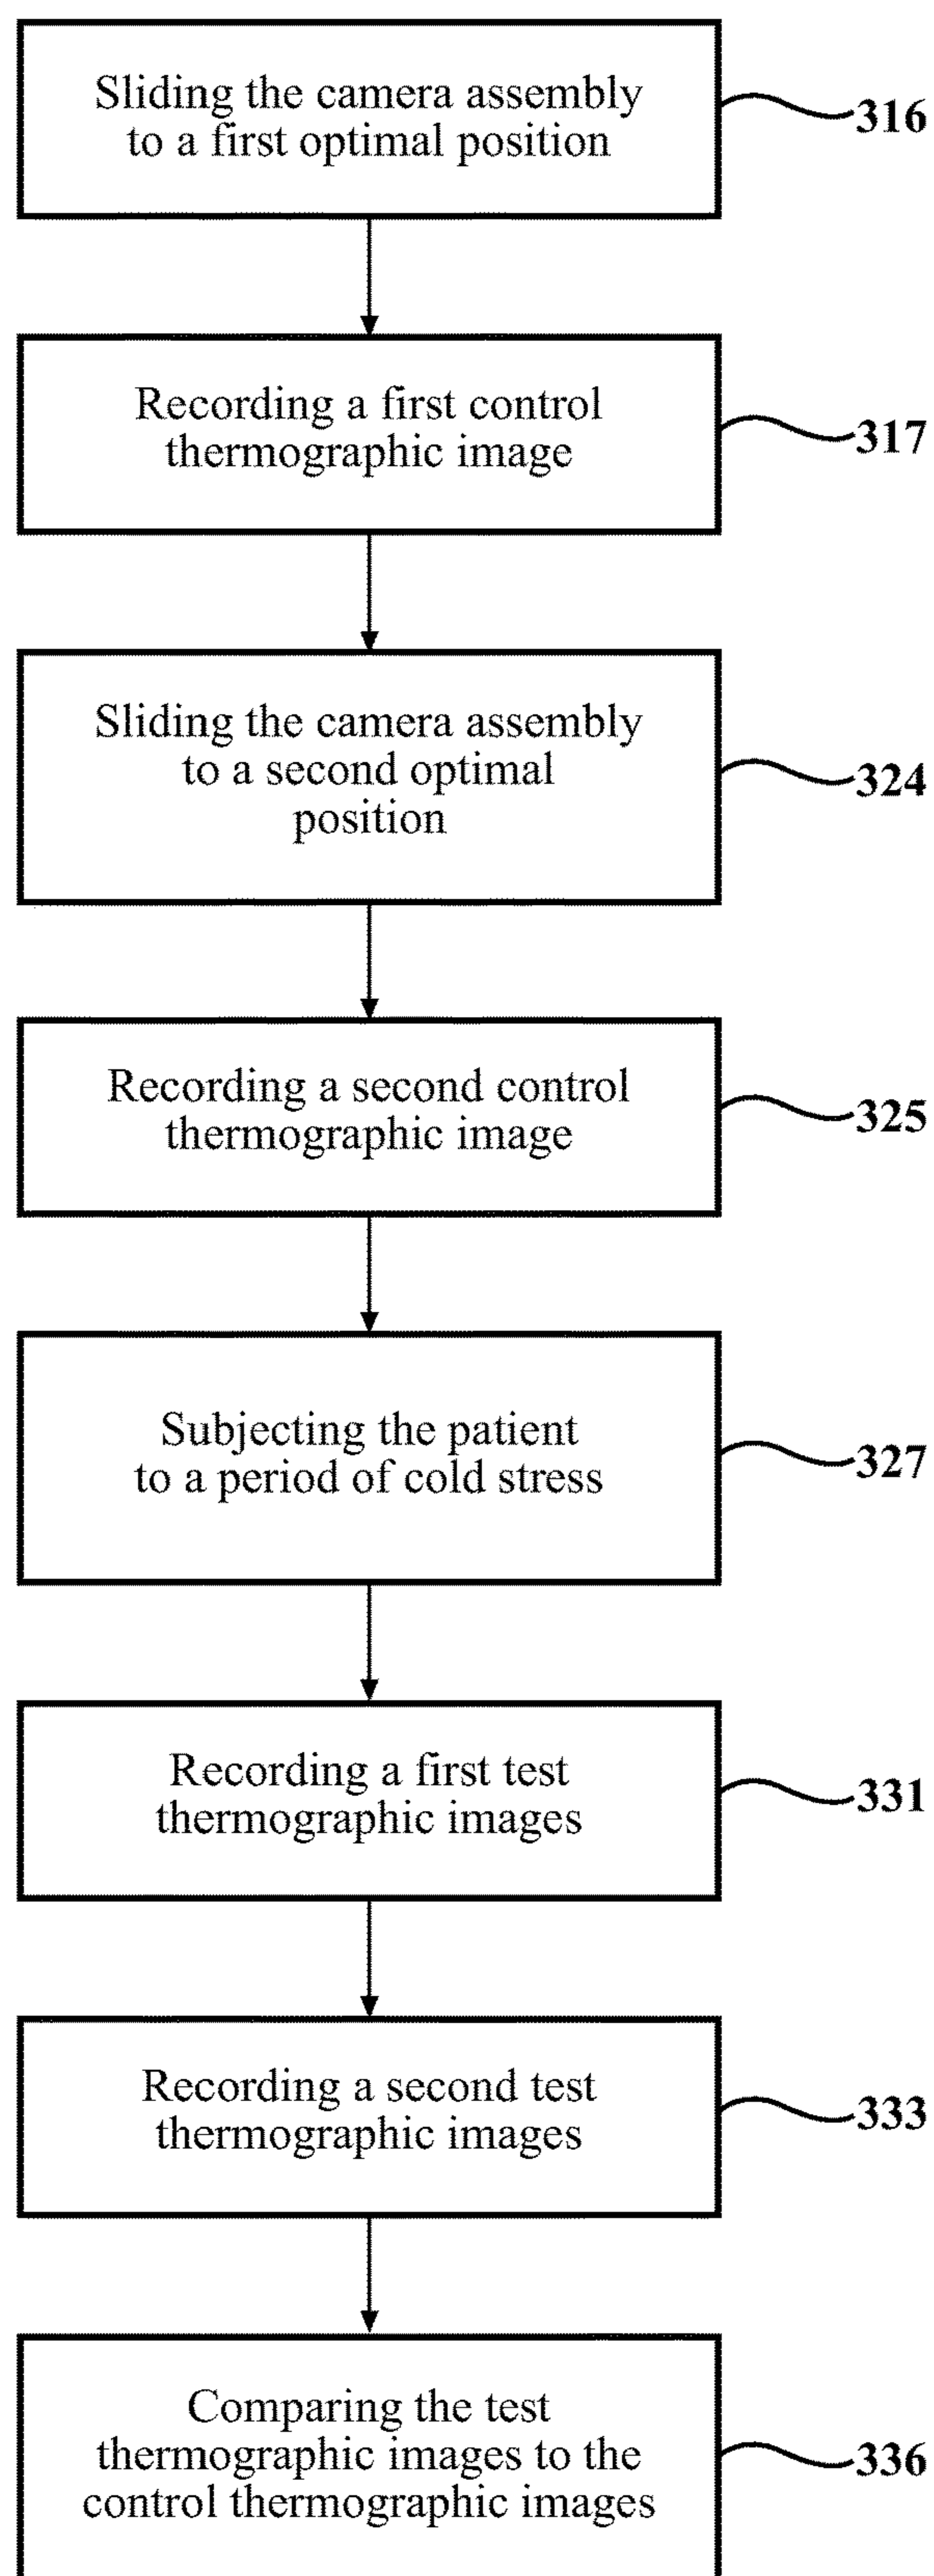 Sliding the camera assembly
to a first optimal position
316
Recording a first control
thermographic image
317
Sliding the camera assembly
to a second optimal
position
324
Recording a second control
thermographic image
325
Subjecting the patient
to a period of cold stress
327
Recording a first test
thermographic images
331
Recording a second test
thermographic images
333
Comparing the test
thermographic images to the
control thermographic images
336